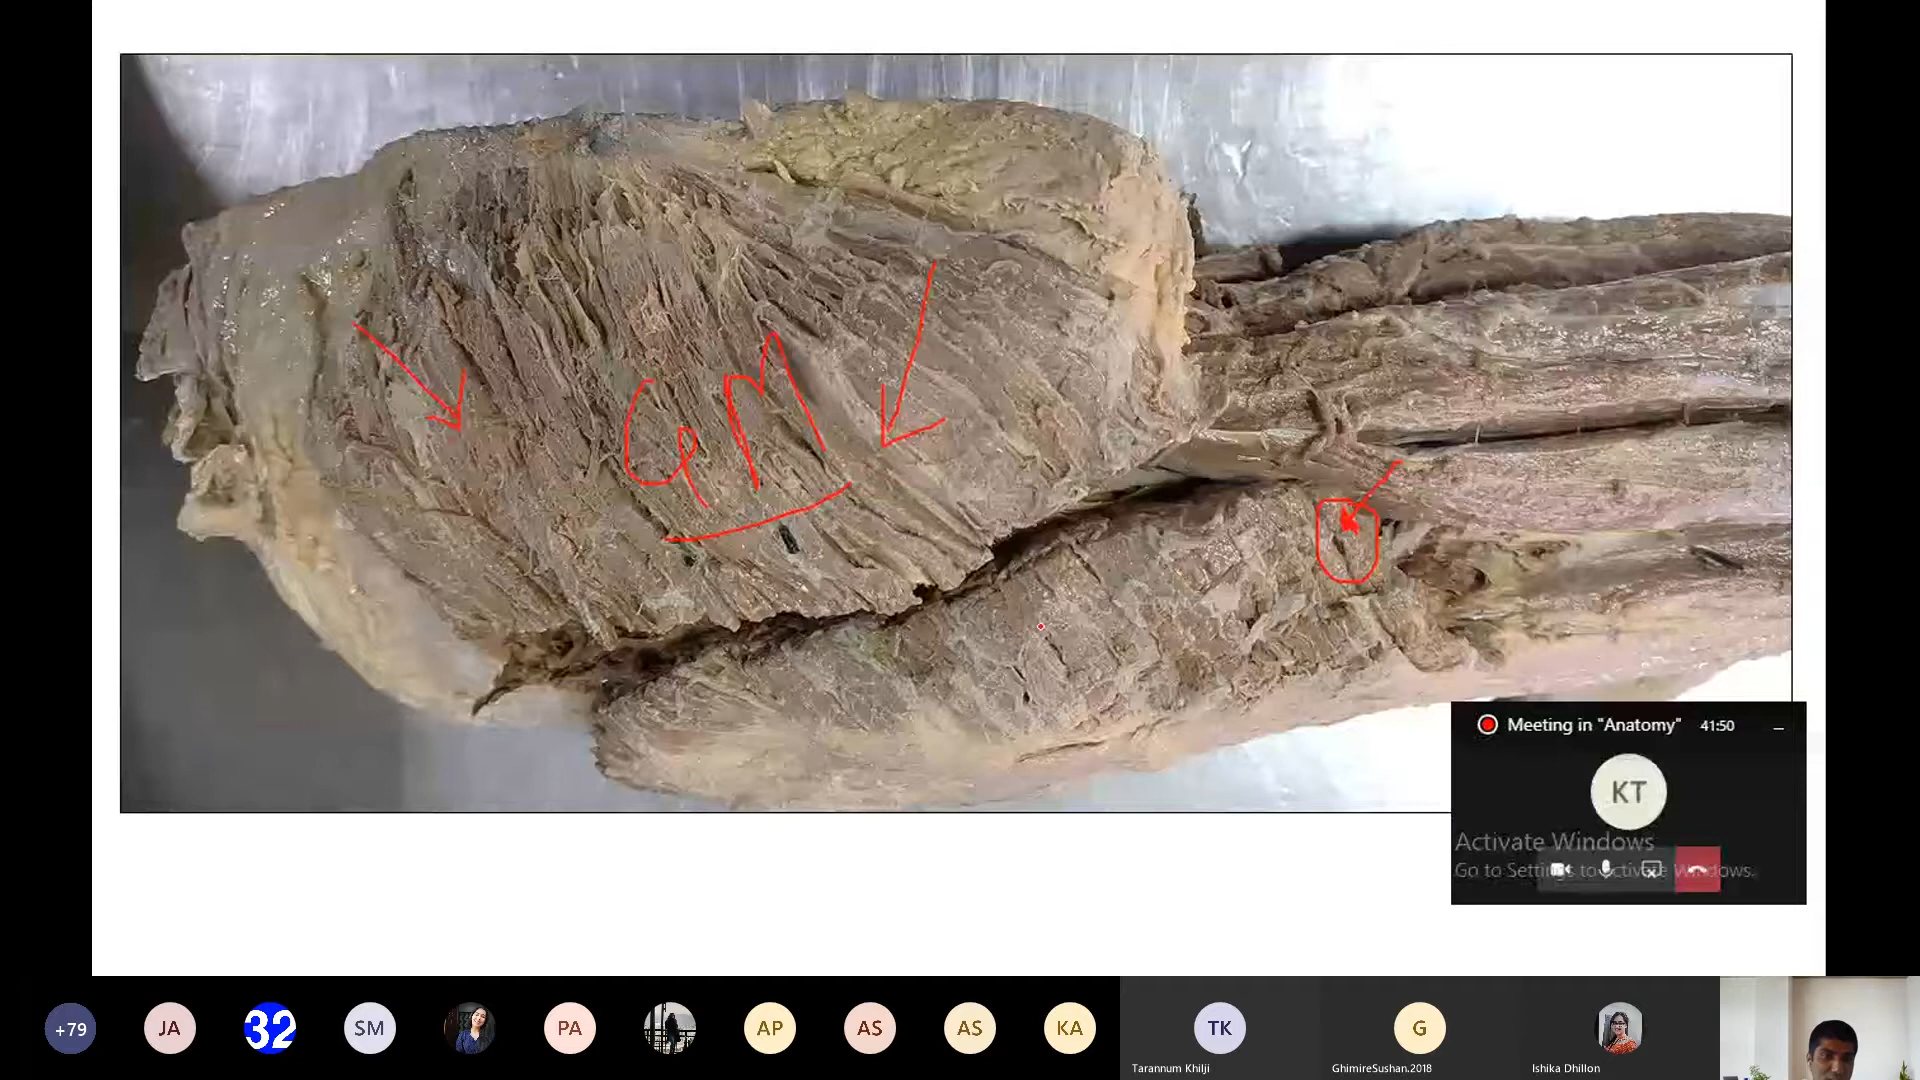 GM
Meeting in "Anatomy" 41:50
KT
Activate Windows
Go to Settings to activate Windows.
+79
JA
32
SM
PA
AP
AS
AS
KA
TK
G
Tarannum Khilji
GhimireSushan.2018
Ishika Dhillon